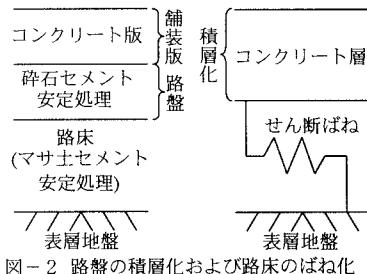 コンクリート版
舗装版
砕石セメント
安定処理
路盤
路床
(マサ土セメント
安定処理)
表層地盤
積層化
コンクリート層
せん断ばね
表層地盤
図-2 路盤の積層化および路床のばね化